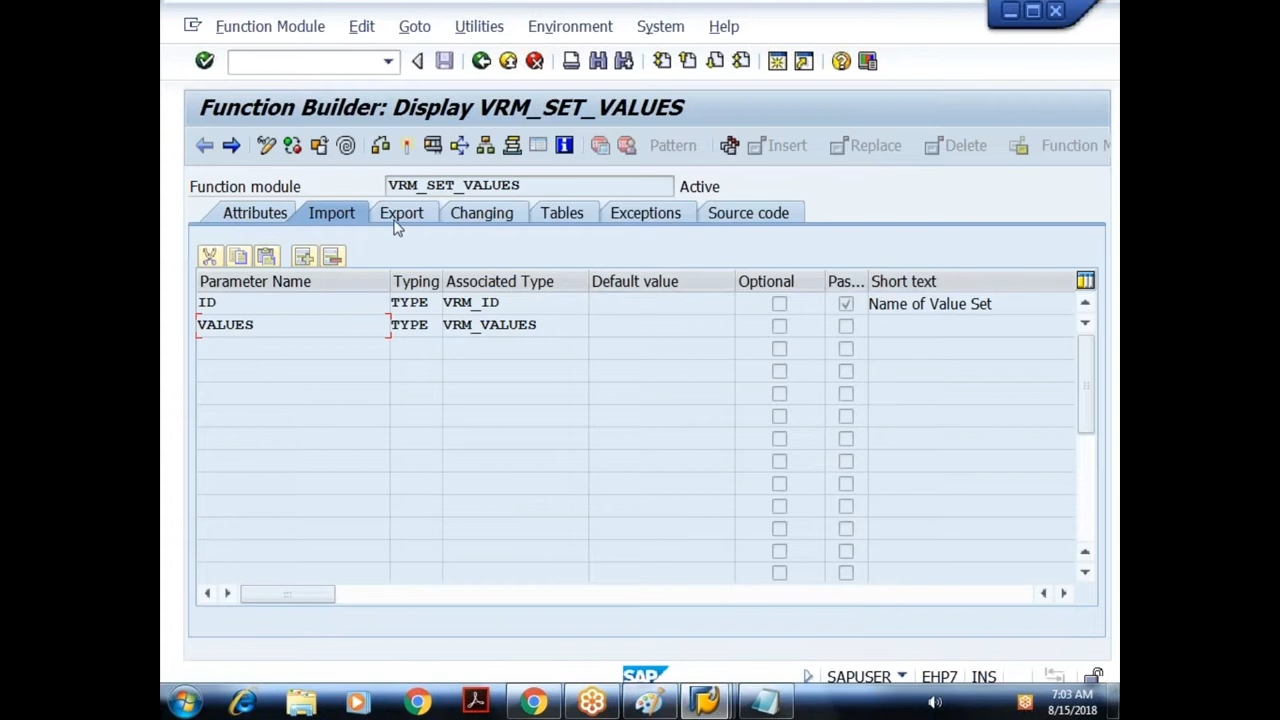 Function Module Edit Goto Utilities Environment System Help
Function Builder: Display VRM_SET_VALUES
Pattern Insert Replace Delete Function M
Function module VRM_SET_VALUES Active
Attributes Import Export Changing Tables Exceptions Source code
Parameter Name Typing Associated Type Default value Optional Pas... Short text
ID TYPE VRM_ID Name of Value Set
VALUES TYPE VRM_VALUES
SAP SAPUSER EHP7 INS
7:03 AM
8/15/2018